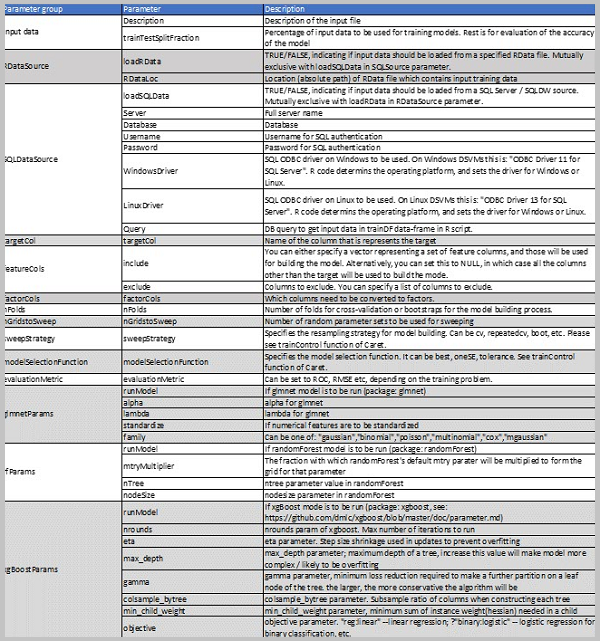 Parameter group Parameter Description
Input data Description Description of the input file
trainTestSplitFraction Percentage of input data to be used for training models. Rest is for evaluation of the accuracy
of the model
RDataSource loadRData TRUE/FALSE, indicating if input data should be loaded from a specified RData file. Mutually
exclusive with loadSQLData in SQLSource parameter.
RDataLoc Location (absolute path) of RData file which contains input training data
SQLDataSource loadSQLData TRUE/FALSE, indicating if input data should be loaded from a SQL Server / SQLDW source.
Mutually exclusive with loadRData in RDataSource parameter.
Server Full server name
Database Database
Username Username for SQL authentication
Password Password for SQL authentication
WindowsDriver SQL ODBC driver on Windows to be used. On Windows DSVMs this is: "ODBC Driver 11 for
SQL Server". R code determins the operating platform, and sets the driver for Windows or
Linux.
LinuxDriver SQL ODBC driver on Linux to be used. On Linux DSVMs this is: "ODBC Driver 13 for SQL
Server". R code determins the operating platform, and sets the driver for Windows or Linux.
Query DB query to get input data in trainDF data-frame in R script.
targetCol targetCol Name of the column that is represents the target
featureCols include You can either specify a vector representing a set of feature columns, and those will be used
for building the model. Alternatively, you can set this to NULL, in which case all the columns
other than the target will be used to build the mode.
exclude Columns to exclude. You can specify a list of columns to exclude.
factorCols factorCols Which columns need to be converted to factors.
nFolds nFolds Number of folds for cross-validation or bootstraps for the model building process.
nGridstoSweep nGridstoSweep Number of random parameter sets to be used for sweeping
sweepStrategy sweepStrategy Specifies the resampling strategy for model building. Can be cv, repeatedcv, boot, etc. Please
see trainControl function of Caret.
modelSelectionFunction modelSelectionFunction Specifies the model selection function. It can be best, oneSE, tolerance. See trainControl
function of Caret.
evaluationMetric evaluationMetric Can be set to ROC, RMSE etc, depending on the training problem.
glmnetParams runModel If glmnet model is to be run (package: glmnet)
alpha alpha for glmnet
lambda lambda for glmnet
standardize If numerical features are to be standardized
family Can be one of: "gaussian","binomial","poisson","multinomial","cox","mgaussian"
rfParams runModel If randomForest model is to be run (package: randomForest)
mtryMultiplier The fraction with which randomForest's default mtry parater will be multiplied to form the
grid for that parameter
nTree ntree parameter value in randomForest
nodeSize nodesize parameter in randomForest
xgBoostParams runModel If xgBoost mode is to be run (package: xgboost, see:
https://github.com/dmlc/xgboost/blob/master/doc/parameter.md)
nrounds nrounds param of xgboost. Max number of iterations to run
eta eta parameter. Step size shrinkage used in updates to prevent overfitting
max_depth max_depth parameter; maximum depth of a tree, increase this value will make model more
complex / likely to be overfitting
gamma gamma parameter, minimum loss reduction required to make a further partition on a leaf
node of the tree. the larger, the more conservative the algorithm will be
colsample_bytree colsample_bytree parameter. Subsample ratio of columns when constructing each tree
min_child_weight min_child_weight parameter, minimum sum of instance weight(hessian) needed in a child
objective objective parameter. "reg:linear" --linear regression; ?"binary:logistic" -- logistic regression for
binary classification, etc.